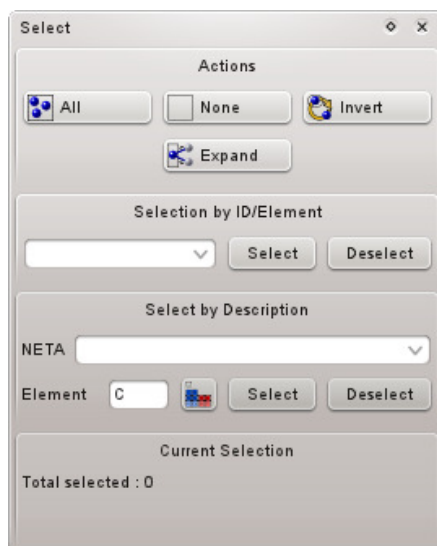 Select
Actions
All None Invert
Expand
Selection by ID/Element
Select Deselect
Select by Description
NETA
Element C Select Deselect
Current Selection
Total selected : 0